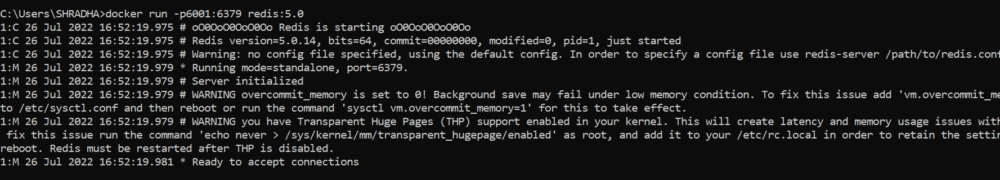 C:\Users\SHRADHA>docker run -p6001:6379 redis:5.0
1:C 26 Jul 2022 16:52:19.975 # oO0OoO0OoO0Oo Redis is starting oO0OoO0OoO0Oo
1:C 26 Jul 2022 16:52:19.975 # Redis version=5.0.14, bits=64, commit=00000000, modified=0, pid=1, just started
1:C 26 Jul 2022 16:52:19.975 # Warning: no config file specified, using the default config. In order to specify a config file use redis-server /path/to/redis.conf
1:M 26 Jul 2022 16:52:19.979 * Running mode=standalone, port=6379.
1:M 26 Jul 2022 16:52:19.979 # Server initialized
1:M 26 Jul 2022 16:52:19.979 # WARNING overcommit_memory is set to 0! Background save may fail under low memory condition. To fix this issue add 'vm.overcommit_me
to /etc/sysctl.conf and then reboot or run the command 'sysctl vm.overcommit_memory=1' for this to take effect.
1:M 26 Jul 2022 16:52:19.979 # WARNING you have Transparent Huge Pages (THP) support enabled in your kernel. This will create latency and memory usage issues with
fix this issue run the command 'echo never > /sys/kernel/mm/transparent_hugepage/enabled' as root, and add it to your /etc/rc.local in order to retain the settin
reboot. Redis must be restarted after THP is disabled.
1:M 26 Jul 2022 16:52:19.981 * Ready to accept connections